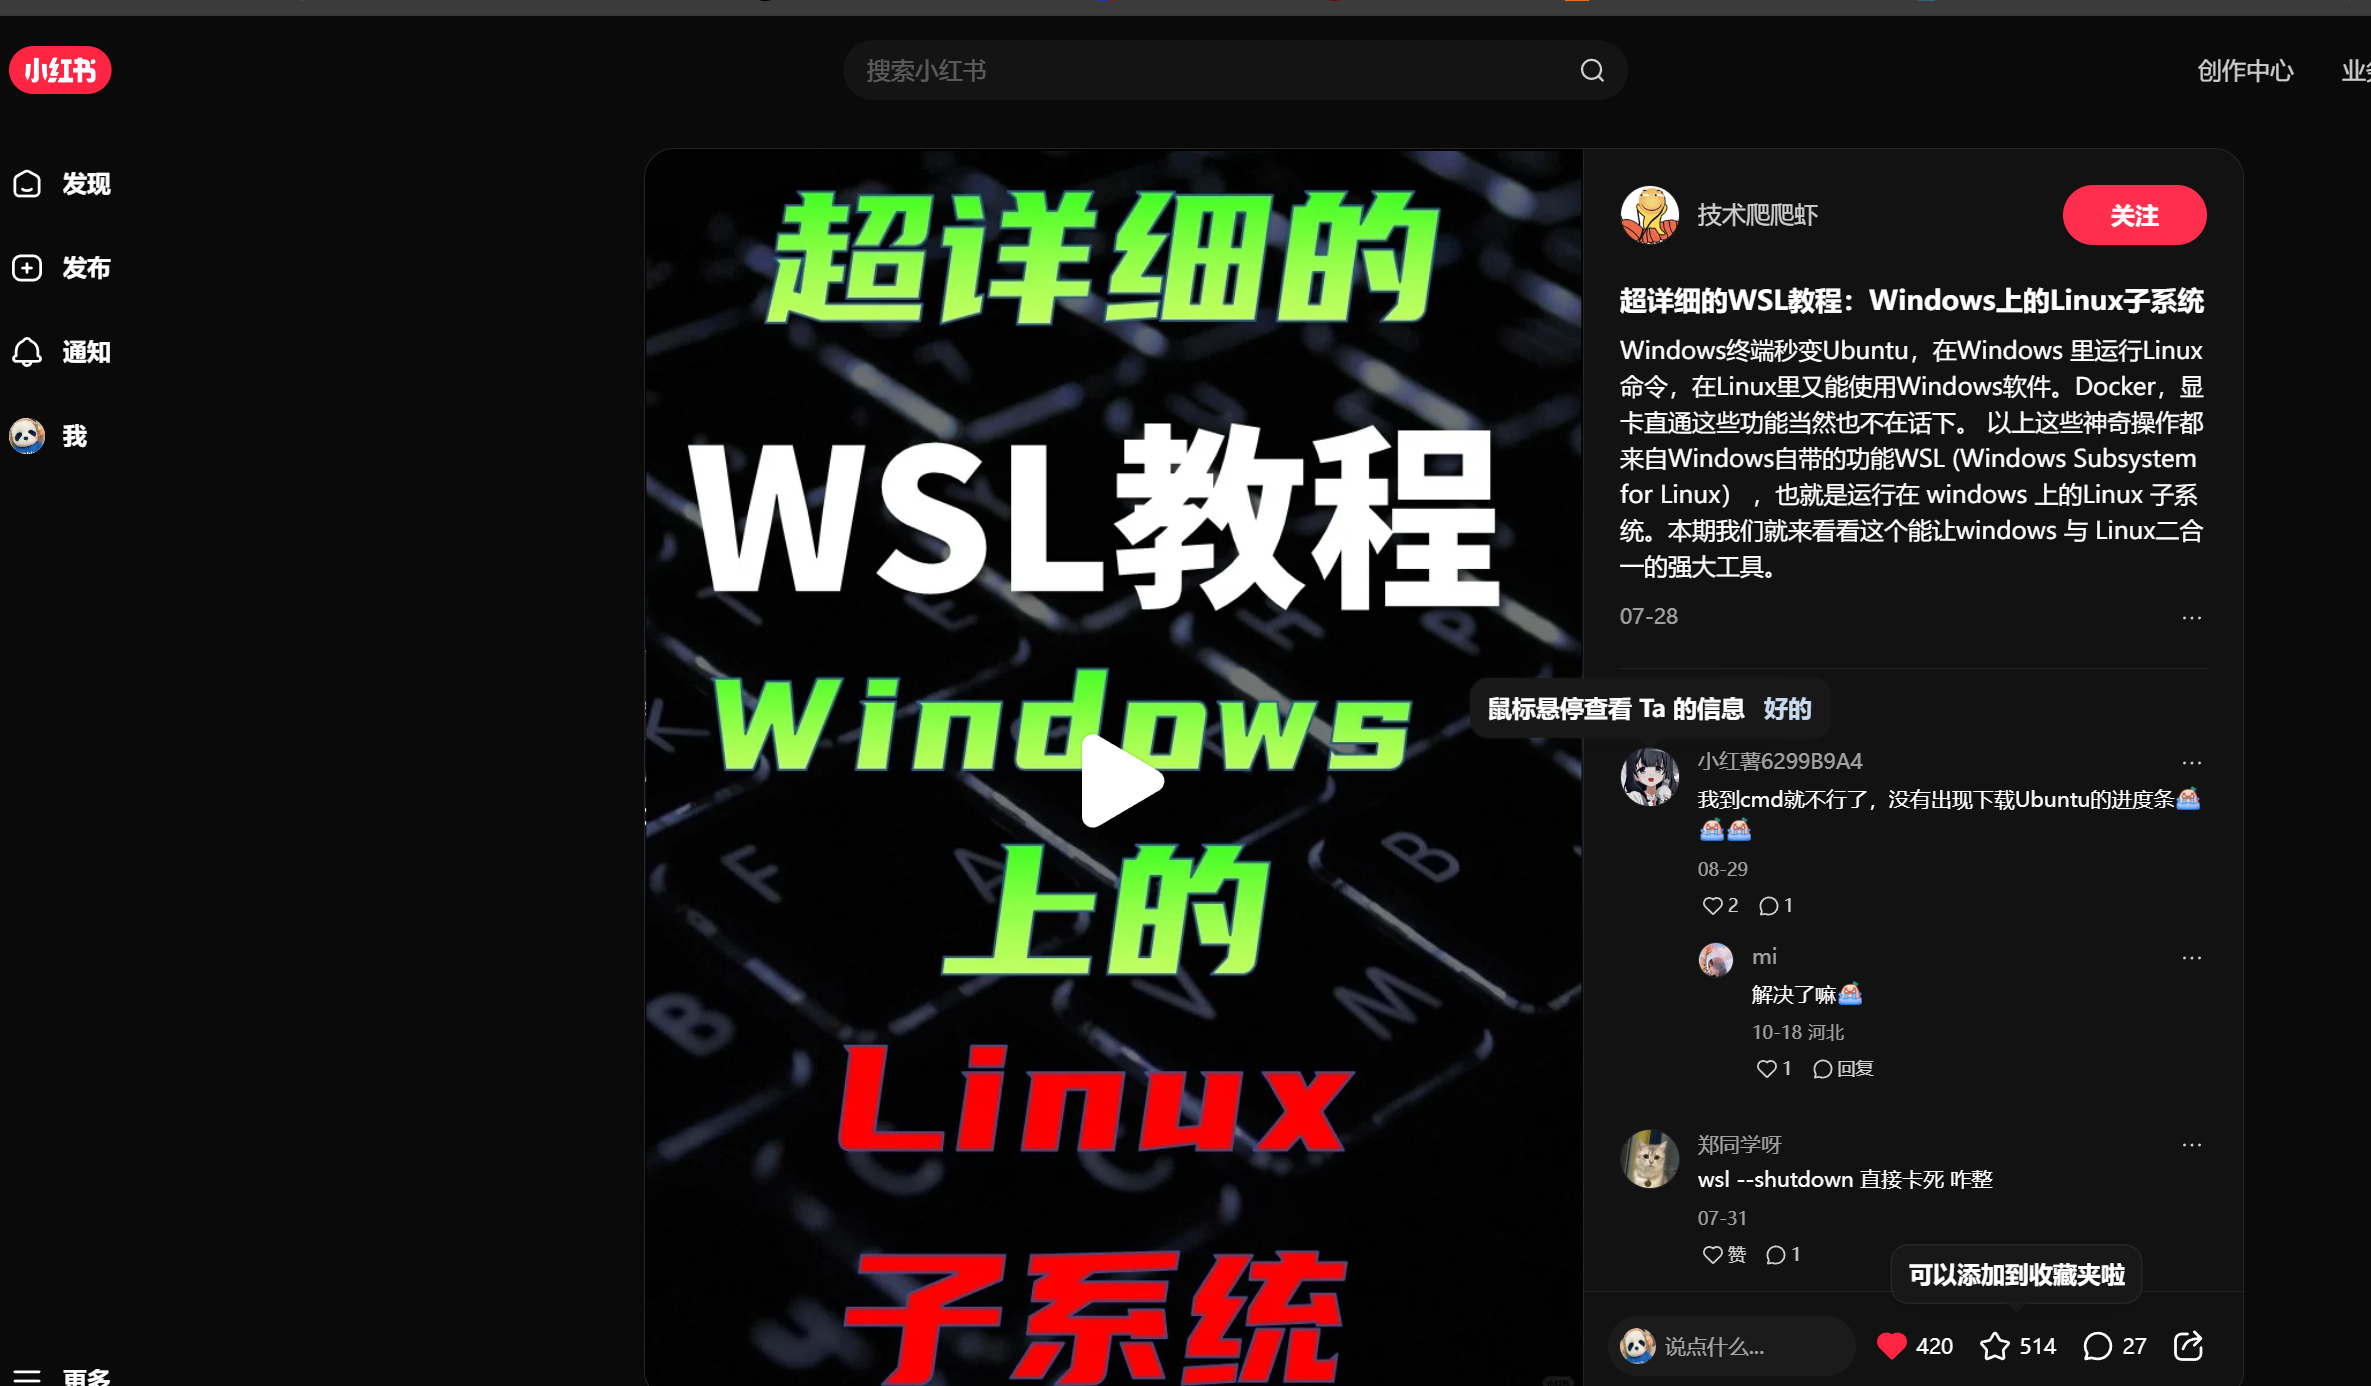 小红书
搜索小红书
创作中心
发现
发布
通知
我
更多
超详细的
WSL教程
Windows
上的
Linux
子系统
技术爬爬虾
关注
超详细的WSL教程：Windows上的Linux子系统
Windows终端秒变Ubuntu，在Windows 里运行Linux
命令，在Linux里又能使用Windows软件。Docker，显
卡直通这些功能当然也不在话下。 以上这些神奇操作都
来自Windows自带的功能WSL (Windows Subsystem
for Linux） ，也就是运行在 windows 上的Linux 子系
统。本期我们就来看看这个能让windows 与 Linux二合
一的强大工具。
07-28
鼠标悬停查看 Ta 的信息 好的
小红薯6299B9A4
我到cmd就不行了，没有出现下载Ubuntu的进度条
08-29
2 1
mi
解决了嘛
10-18 河北
1 回复
郑同学呀
wsl --shutdown 直接卡死 咋整
07-31
赞 1
可以添加到收藏夹啦
说点什么... 420 514 27